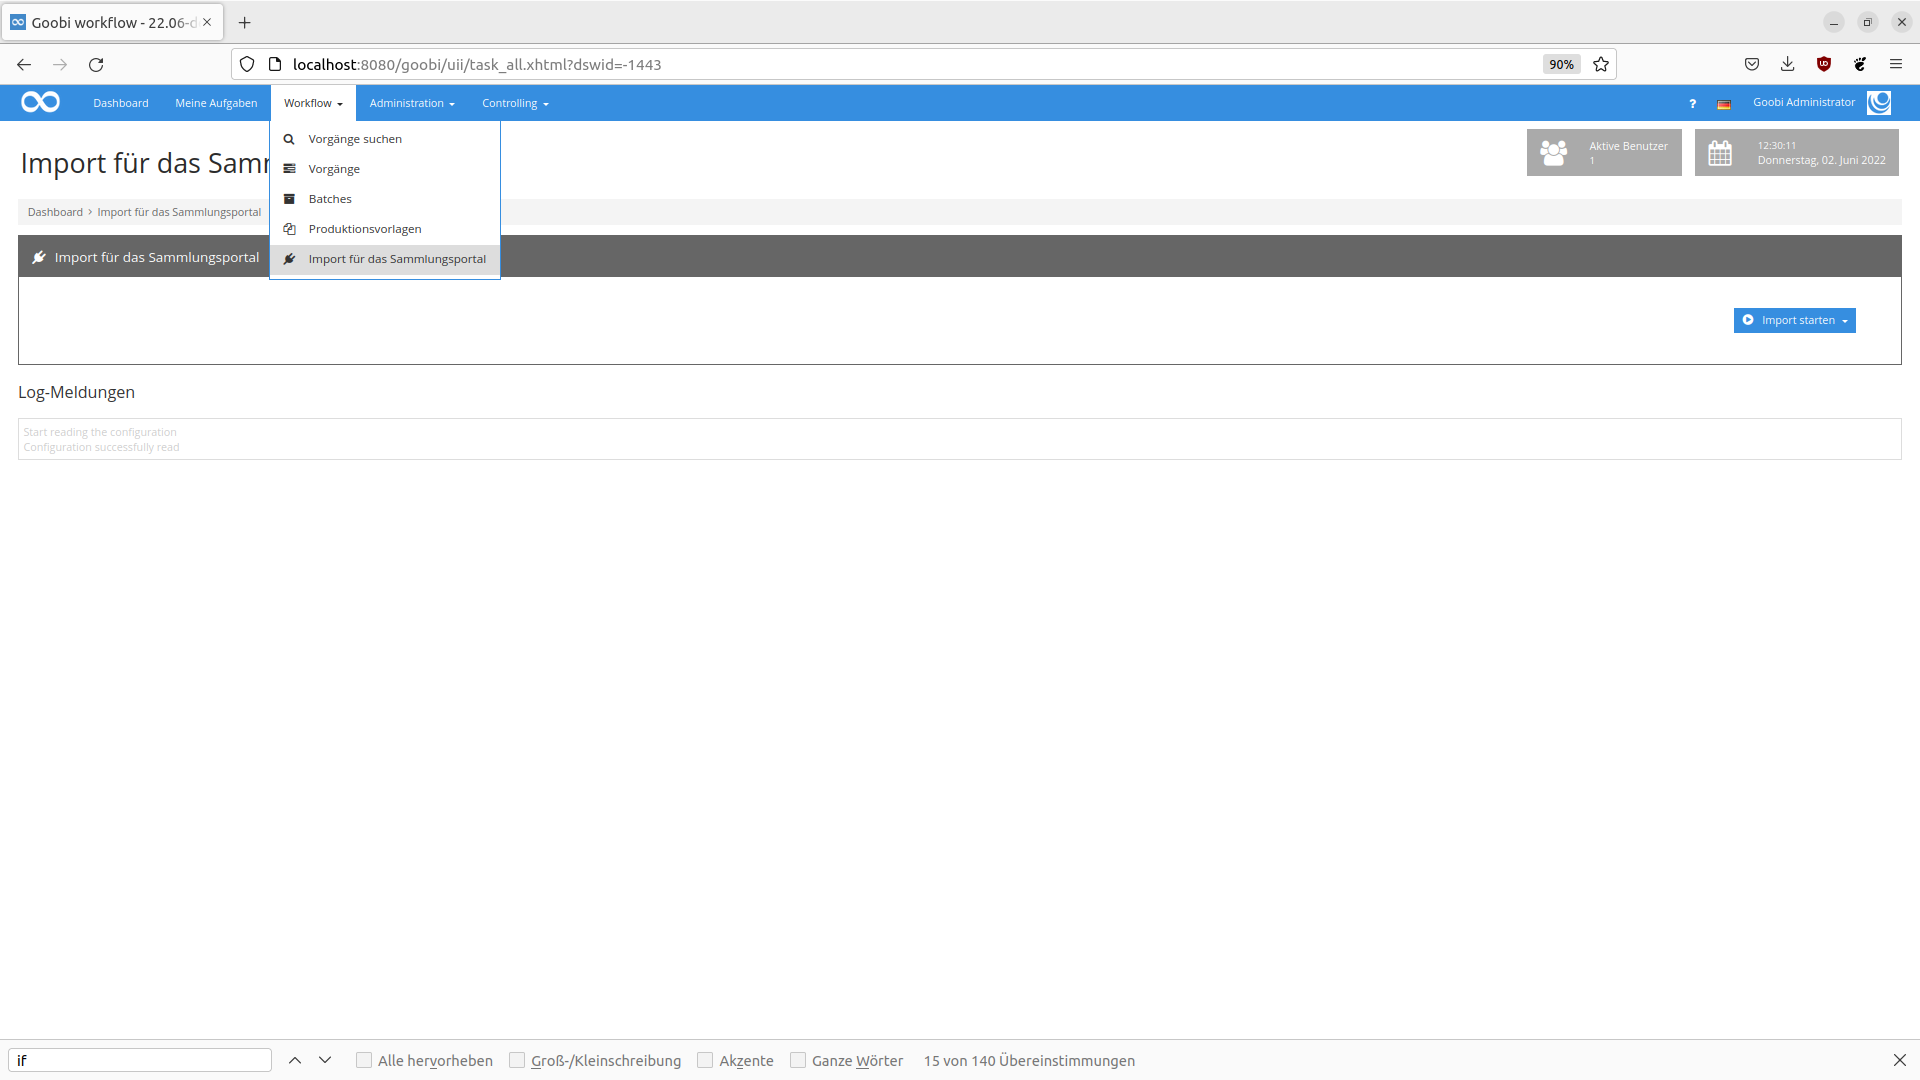 Goobi workflow - 22.06-d
localhost:8080/goobi/uii/task_all.xhtml?dswid=-1443
90%
Dashboard
Meine Aufgaben
Workflow
Administration
Controlling
?
Goobi Administrator
Vorgänge suchen
Vorgänge
Batches
Produktionsvorlagen
Import für das Sammlungsportal
Import für das Samm
Aktive Benutzer
1
12:30:11
Donnerstag, 02. Juni 2022
Dashboard › Import für das Sammlungsportal
Import für das Sammlungsportal
Import starten
Log-Meldungen
Start reading the configuration
Configuration successfully read
if
Alle hervorheben
Groß-/Kleinschreibung
Akzente
Ganze Wörter
15 von 140 Übereinstimmungen